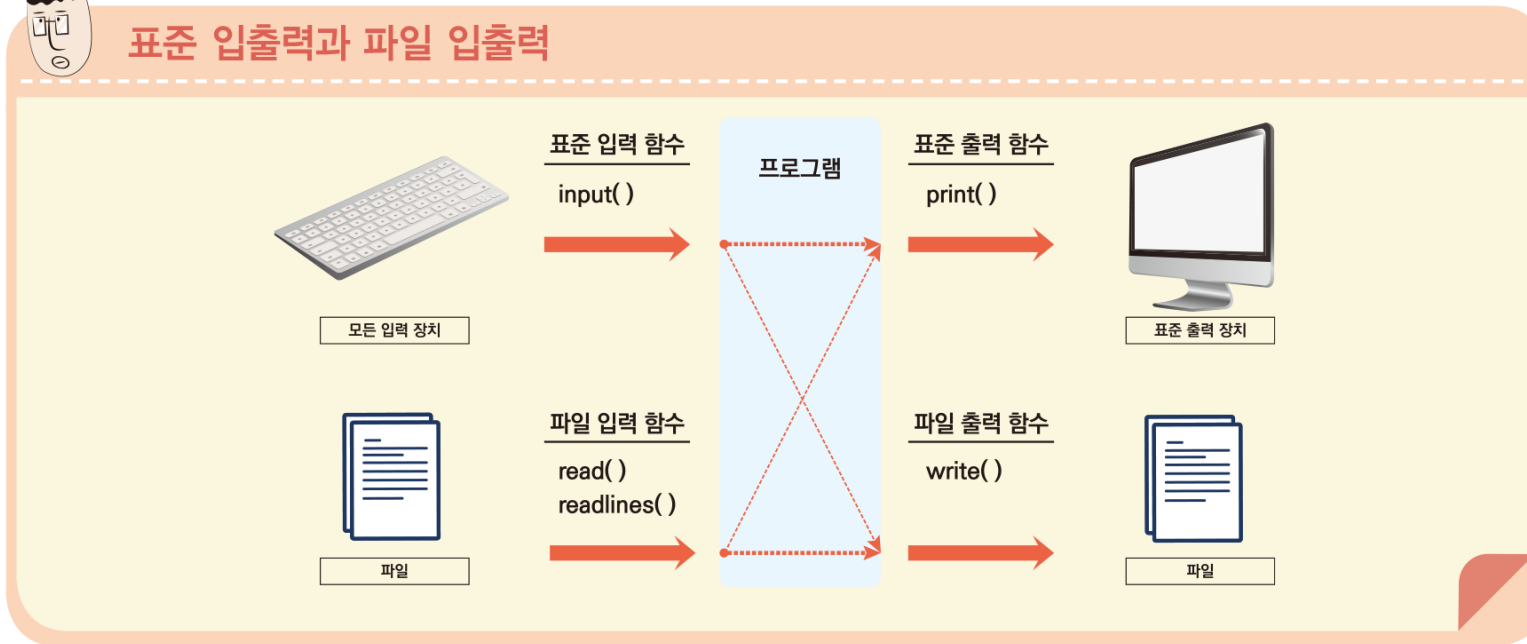 표준 입출력과 파일 입출력
표준 입력 함수
input( )
프로그램
표준 출력 함수
print( )
모든 입력 장치
표준 출력 장치
파일 입력 함수
read( )
readlines( )
파일 출력 함수
write( )
파일
파일